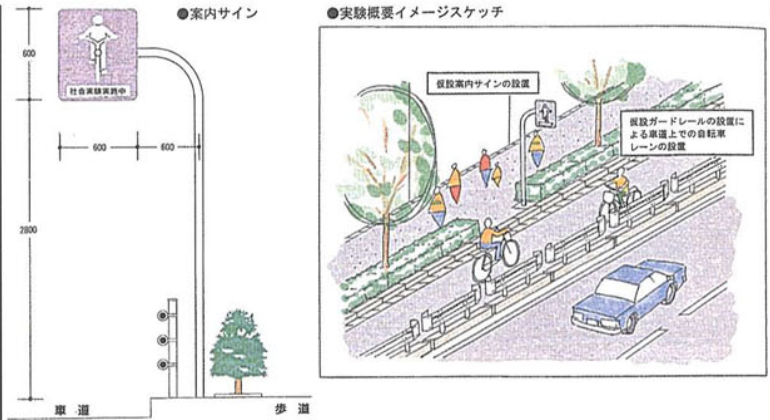 ●案内サイン
600
社会実験実施中
600
600
2800
車道
歩道
●実験概要イメージスケッチ
仮設案内サインの設置
仮設ガードレールの設置に
よる車道上での自転車
レーンの設置